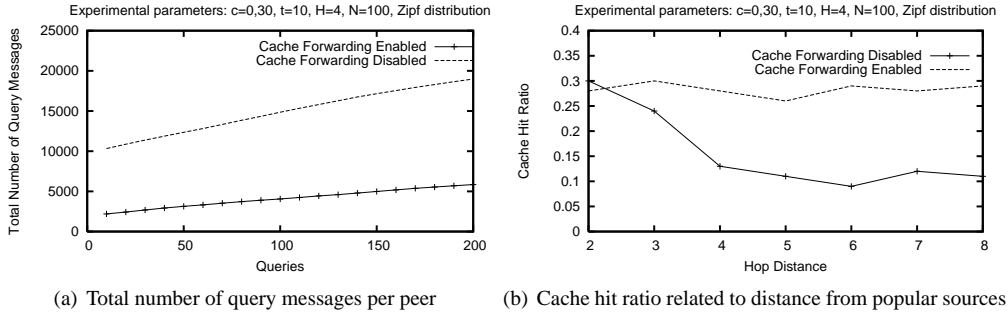 Experimental parameters: c=0,30, t=10, H=4, N=100, Zipf distribution
25000
20000
15000
10000
5000
0
0
50
100
150
200
Total Number of Query Messages
Queries
Cache Forwarding Enabled
Cache Forwarding Disabled
(a) Total number of query messages per peer
Experimental parameters: c=0,30, t=10, H=4, N=100, Zipf distribution
0.4
0.35
0.3
0.25
0.2
0.15
0.1
0.05
0
2
3
4
5
6
7
8
Cache Hit Ratio
Hop Distance
Cache Forwarding Disabled
Cache Forwarding Enabled
(b) Cache hit ratio related to distance from popular sources